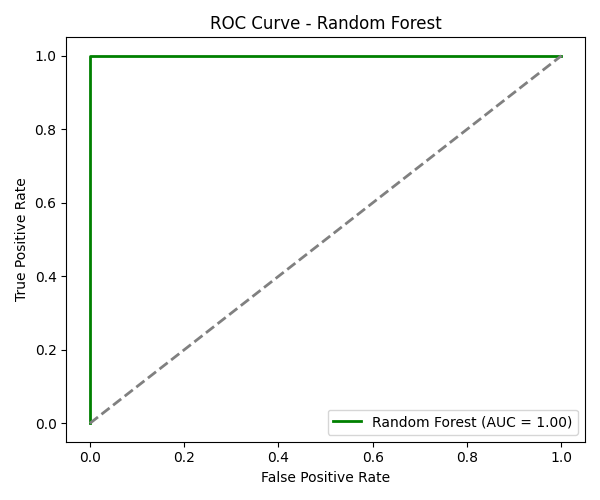 ROC Curve - Random Forest
True Positive Rate
1.0
0.8
0.6
0.4
0.2
0.0
Random Forest (AUC = 1.00)
0.0 0.2 0.4 0.6 0.8 1.0
False Positive Rate